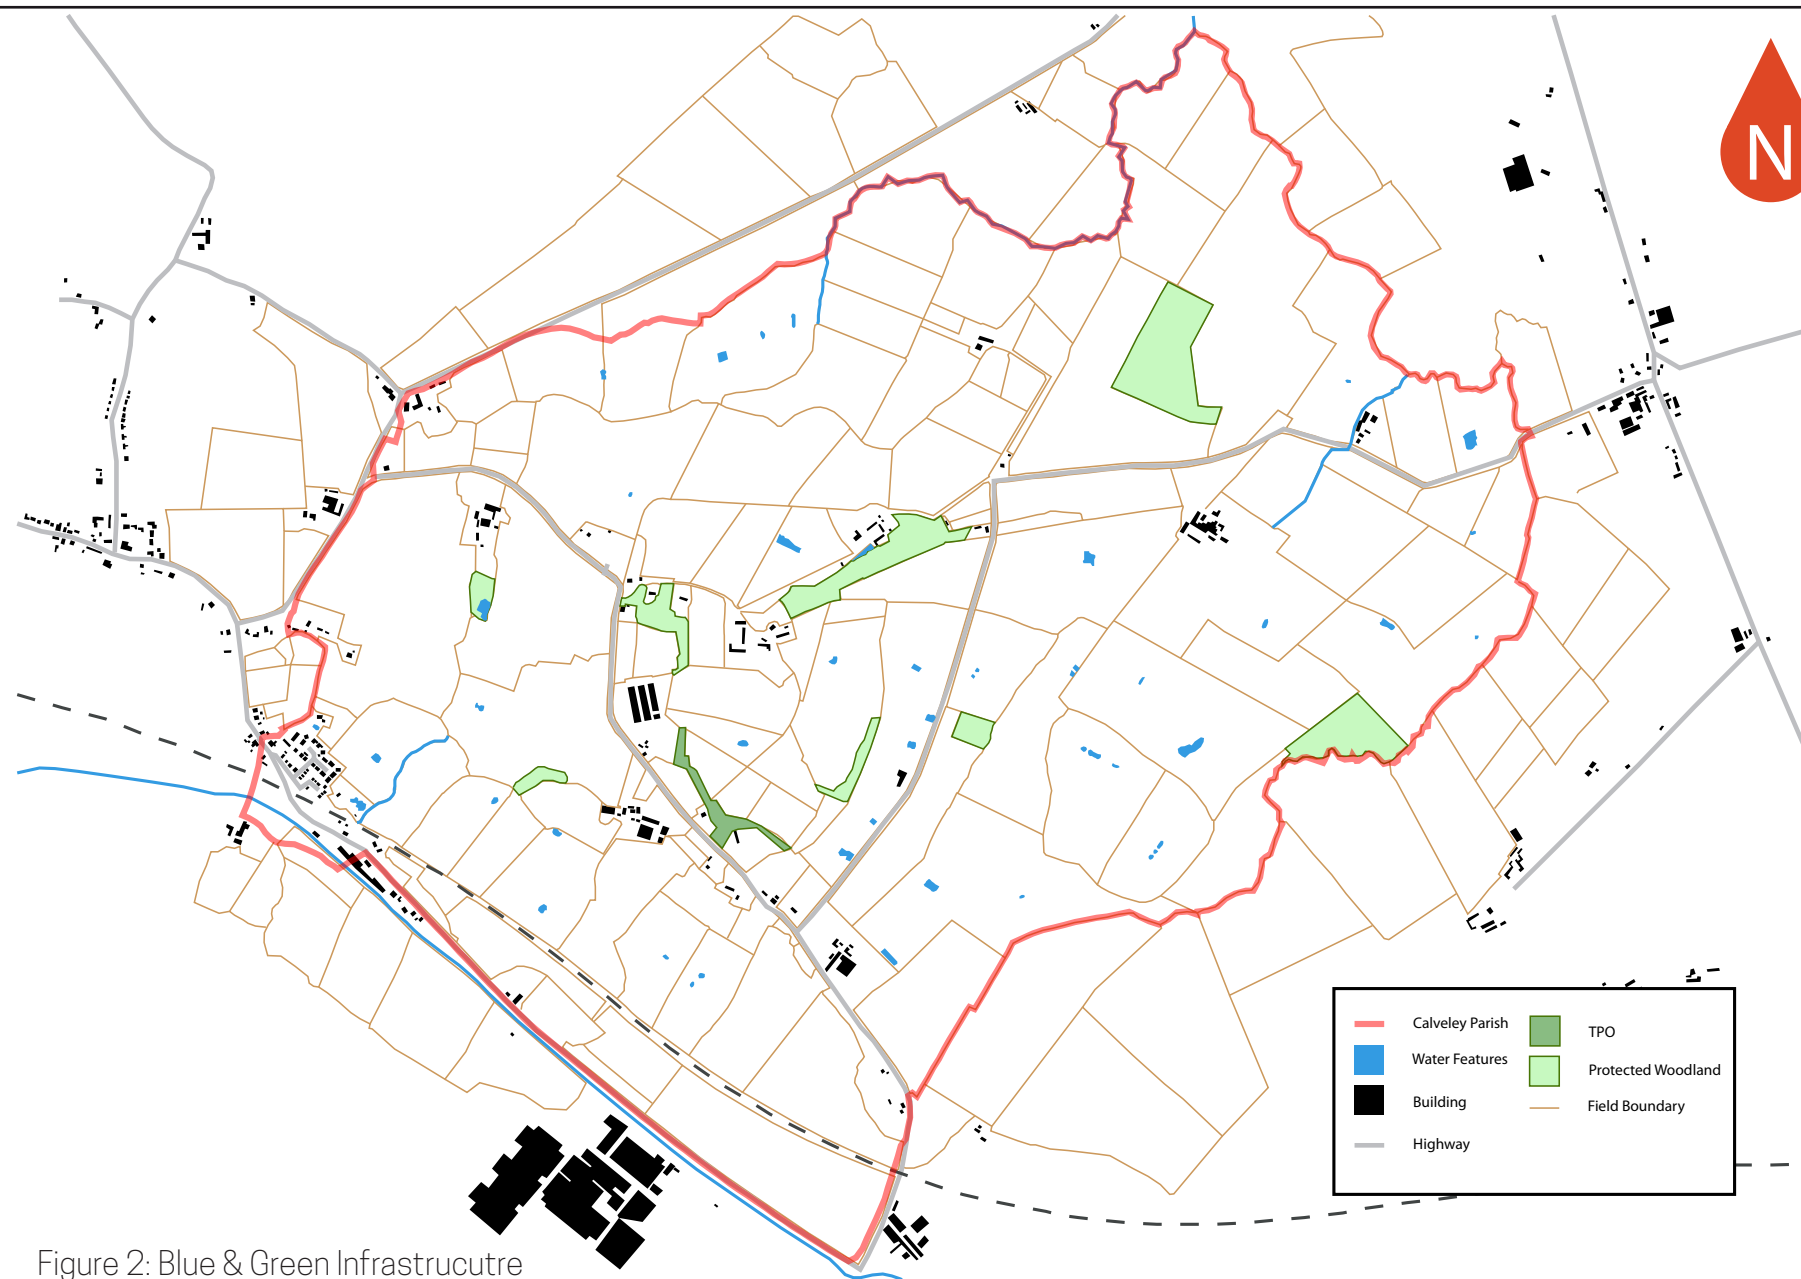 N
Calveley Parish
Water Features
Building
Highway
TPO
Protected Woodland
Field Boundary
Figure 2: Blue & Green Infrastrucutre